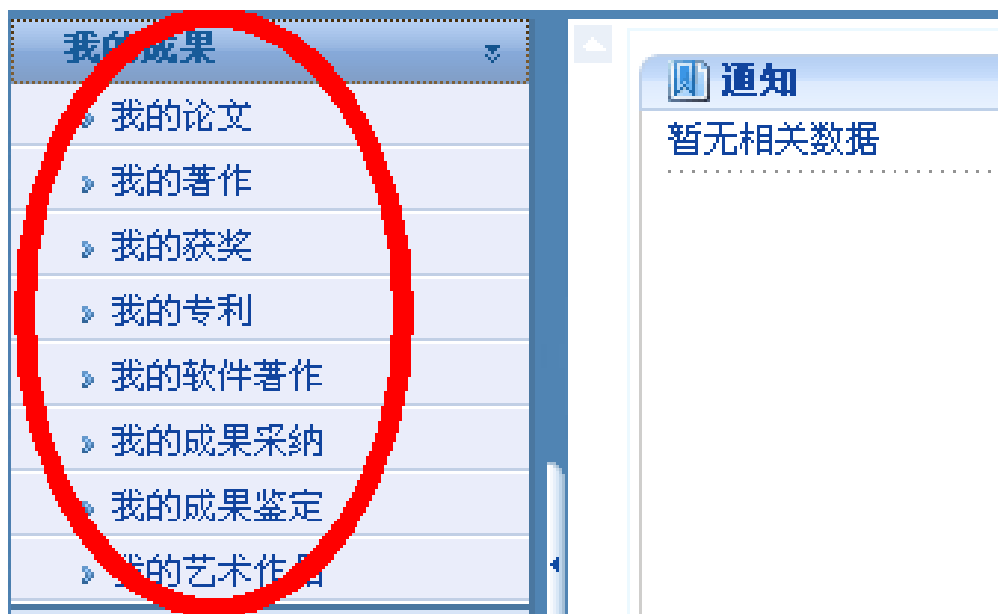 我的成果
我的论文
我的著作
我的获奖
我的专利
我的软件著作
我的成果采纳
我的成果鉴定
我的艺术作品
通知
暂无相关数据